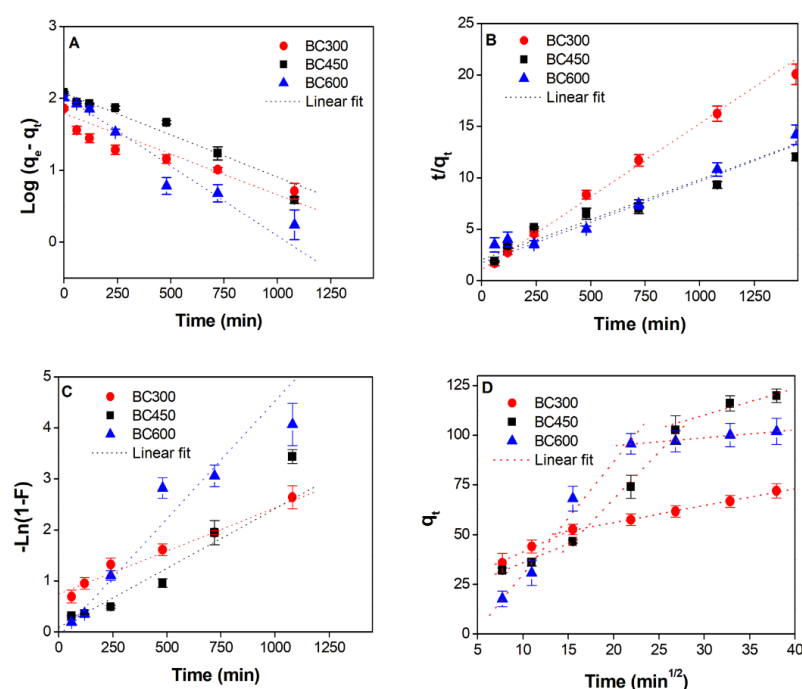 A
BC300
BC450
BC600
Linear fit
Log (qe- qt)
3
2
1
0
0 250 500 750 1000 1250
Time (min)
B
BC300
BC450
BC600
Linear fit
t/qt
25
20
15
10
5
0
0 250 500 750 1000 1250
Time (min)
C
BC300
BC450
BC600
Linear fit
-Ln(1-F)
5
4
3
2
1
0
0 250 500 750 1000 1250
Time (min)
D
BC300
BC450
BC600
Linear fit
qt
125
100
75
50
25
0
5 10 15 20 25 30 35 40
Time (min1/2)